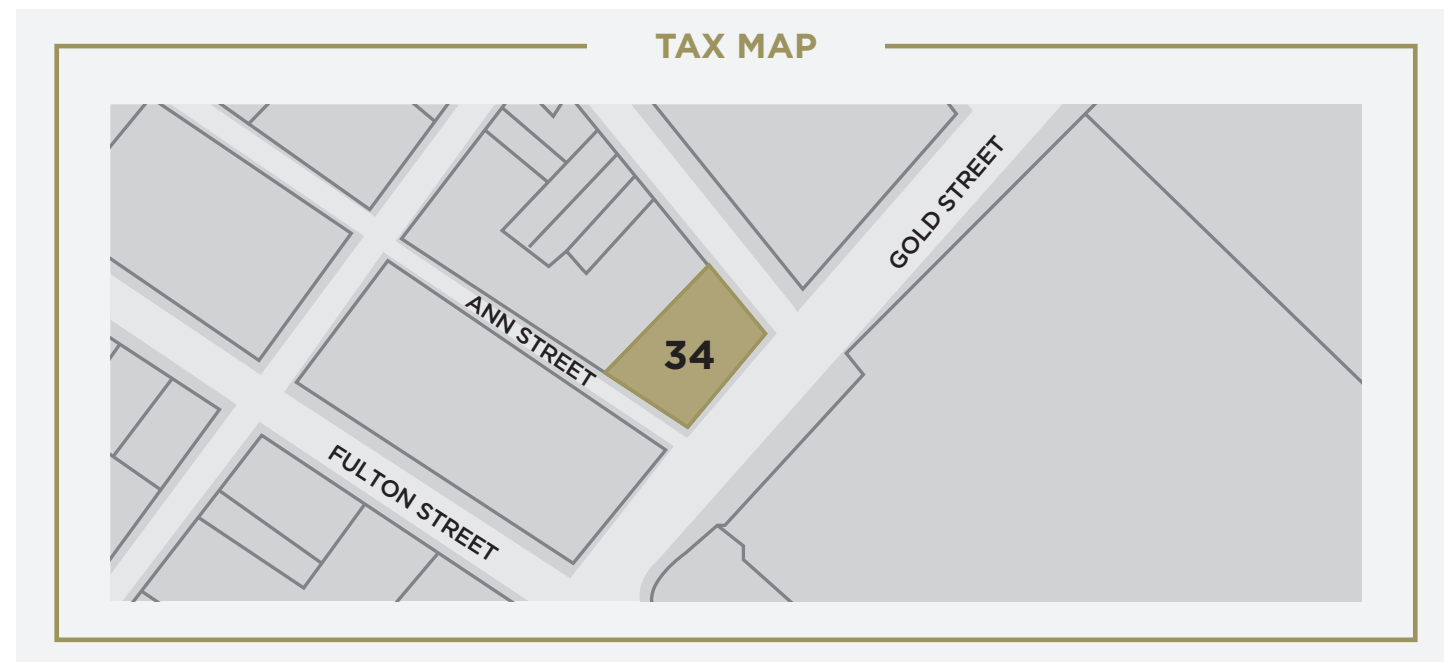 TAX MAP
GOLD STREET
ANN STREET
34
FULTON STREET